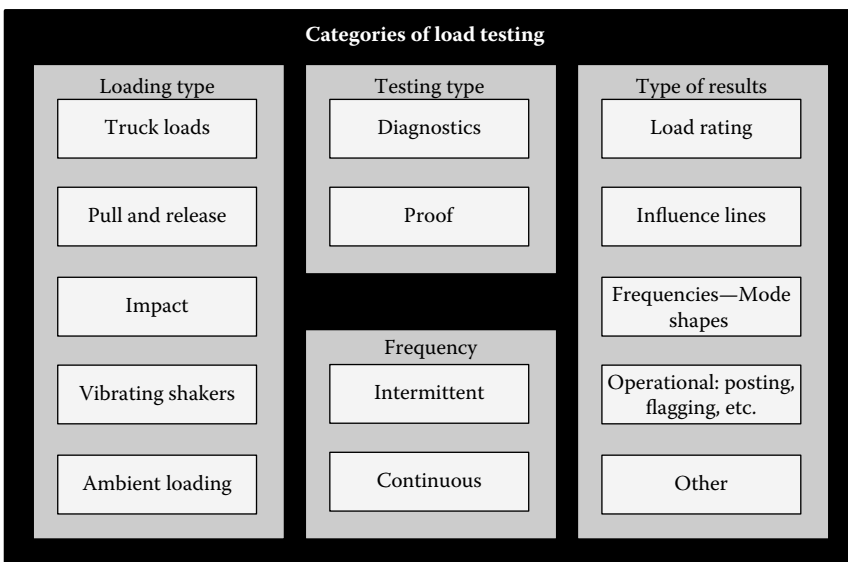 Categories of load testing
Loading type
Truck loads
Pull and release
Impact
Vibrating shakers
Ambient loading
Testing type
Diagnostics
Proof
Frequency
Intermittent
Continuous
Type of results
Load rating
Influence lines
Frequencies—Mode
shapes
Operational: posting,
flagging, etc.
Other